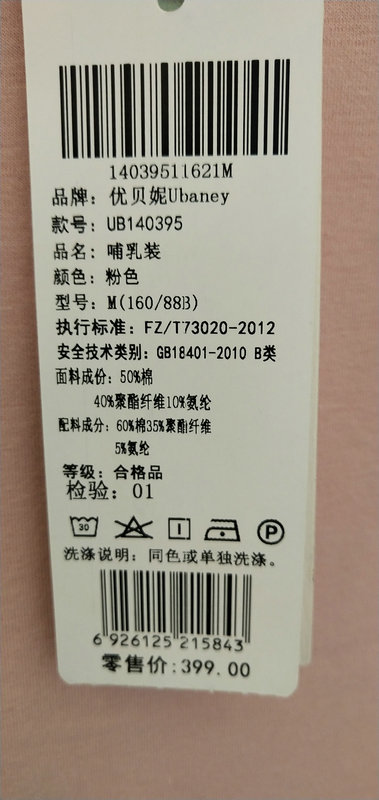 14039511621M
品牌: 优贝妮Ubaney
款号: UB140395
品名: 哺乳装
颜色: 粉色
型号: M(160/88B)
执行标准: FZ/T73020-2012
安全技术类别: GB18401-2010 B类
面料成份: 50%棉
40%聚酯纤维10%氨纶
配料成分: 60%棉35%聚酯纤维
5%氨纶
等级: 合格品
检验: 01
30 P
洗涤说明: 同色或单独洗涤。
6 926125 215843
零售价:399.00